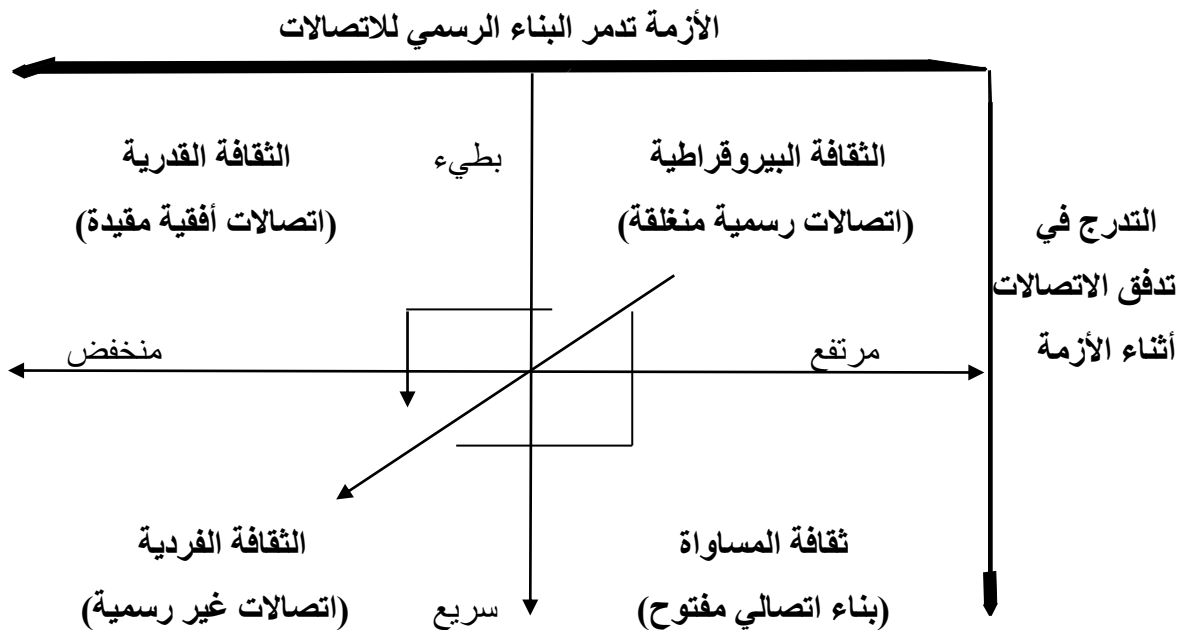 الأزمة تدمر البناء الرسمي للاتصالات
الثقافة البيروقراطية
(اتصالات رسمية منغلقة)
بطيء
الثقافة القدرية
(اتصالات أفقية مقيدة)
التدرج في
تدفق الاتصالات
أثناء الأزمة
مرتفع
منخفض
ثقافة المساواة
(بناء اتصالي مفتوح)
سريع
الثقافة الفردية
(اتصالات غير رسمية)